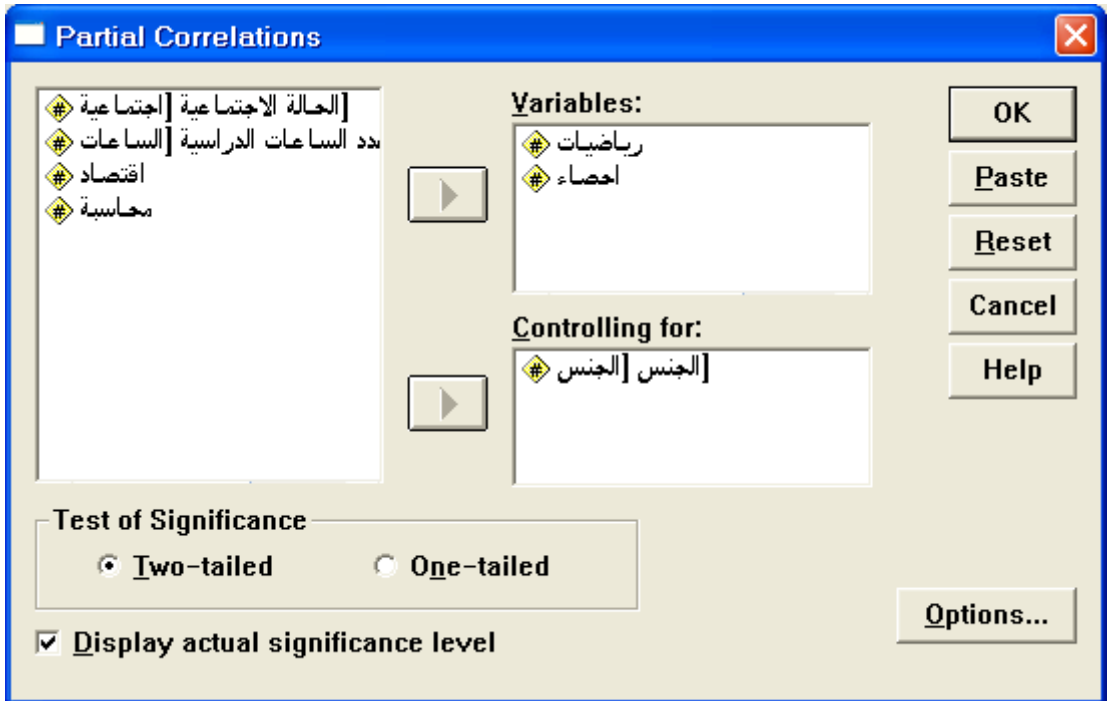 Partial Correlations
الحالة الاجتماعية [اجتماعية]
دد الساعات الدراسية [الساعات
اقتصاد
محاسبة
Variables:
رياضيات
احصاء
Controlling for:
الجنس [الجنس]
OK
Paste
Reset
Cancel
Help
Test of Significance
Two-tailed
One-tailed
Display actual significance level
Options...